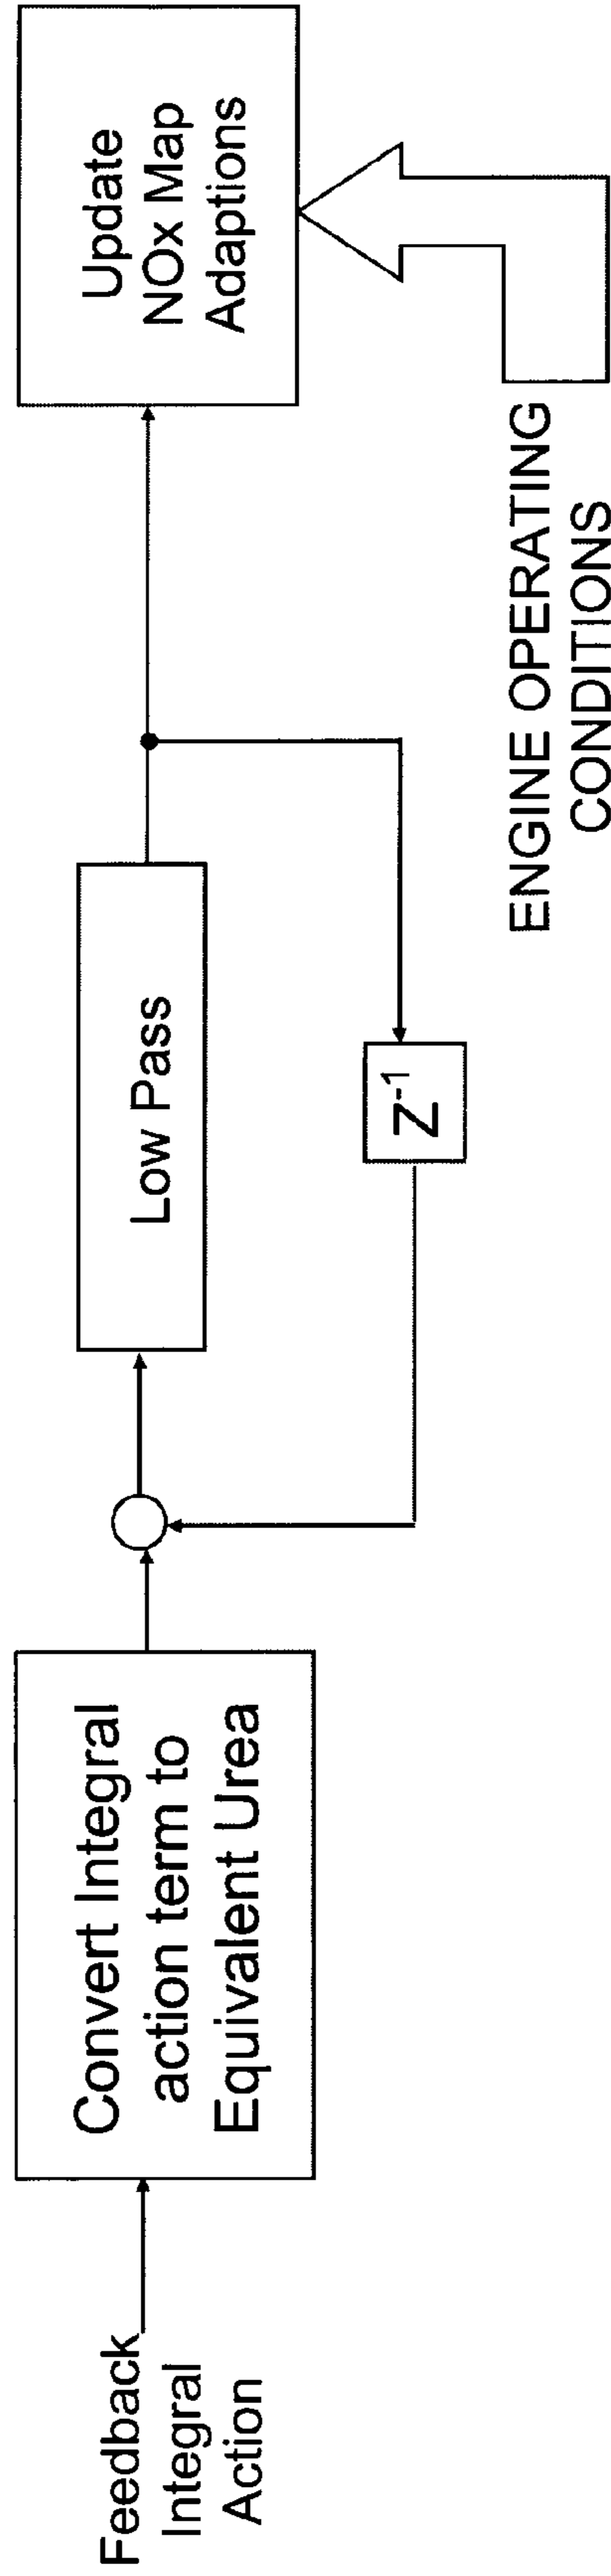 Feedback
Integral
Action
Convert Integral
action term to
Equivalent Urea
Low Pass
Z-1
Update
NOx Map
Adaptions
ENGINE OPERATING
CONDITIONS